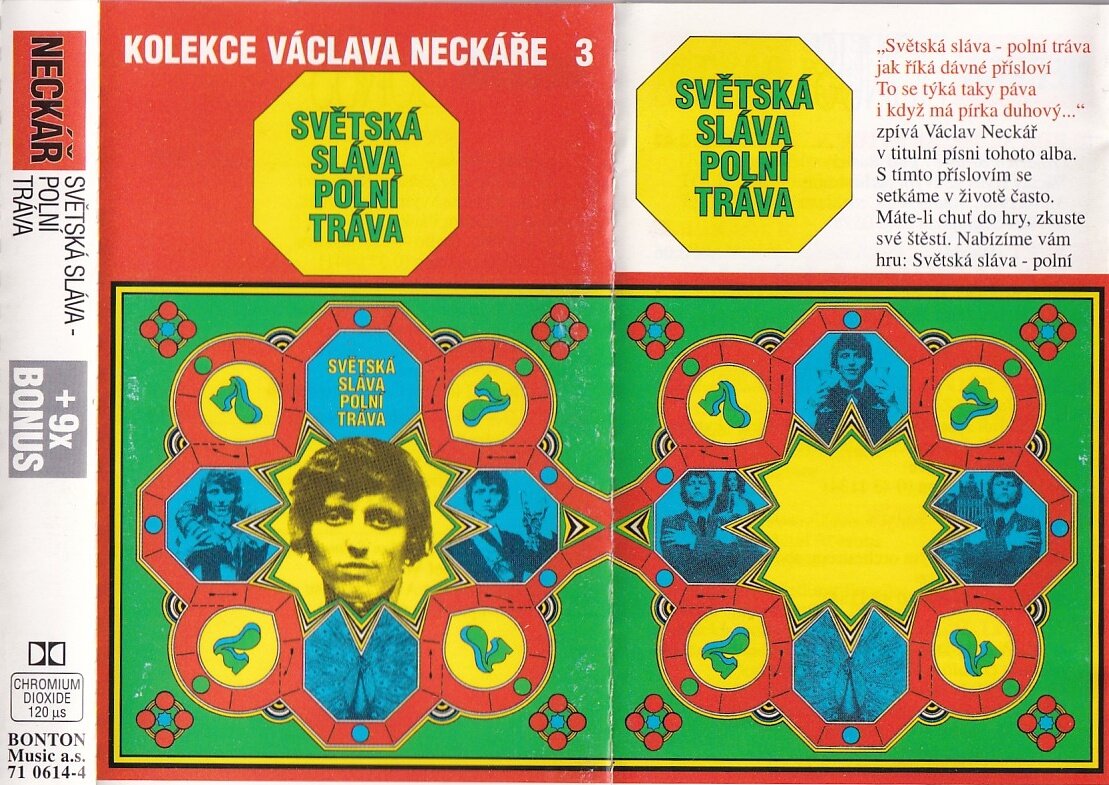 NECKÁŘ
SVĚTSKÁ SLÁVA -
POLNÍ
TRÁVA
+ 9x
BONUS
CHROMIUM
DIOXIDE
120 µs
BONTON
Music a.s.
71 0614-4
KOLEKCE VÁCLAVA NECKÁŘE 3
SVĚTSKÁ
SLÁVA
POLNÍ
TRÁVA
SVĚTSKÁ
SLÁVA
POLNÍ
TRÁVA
SVĚTSKÁ
SLÁVA
POLNÍ
TRÁVA
„Světská sláva - polní tráva
jak říká dávné přísloví
To se týká taky páva
i když má pírka duhový...“
zpívá Václav Neckář
v titulní písni tohoto alba.
S tímto příslovím se
setkáme v životě často.
Máte-li chuť do hry, zkuste
své štěstí. Nabízíme vám
hru: Světská sláva - polní